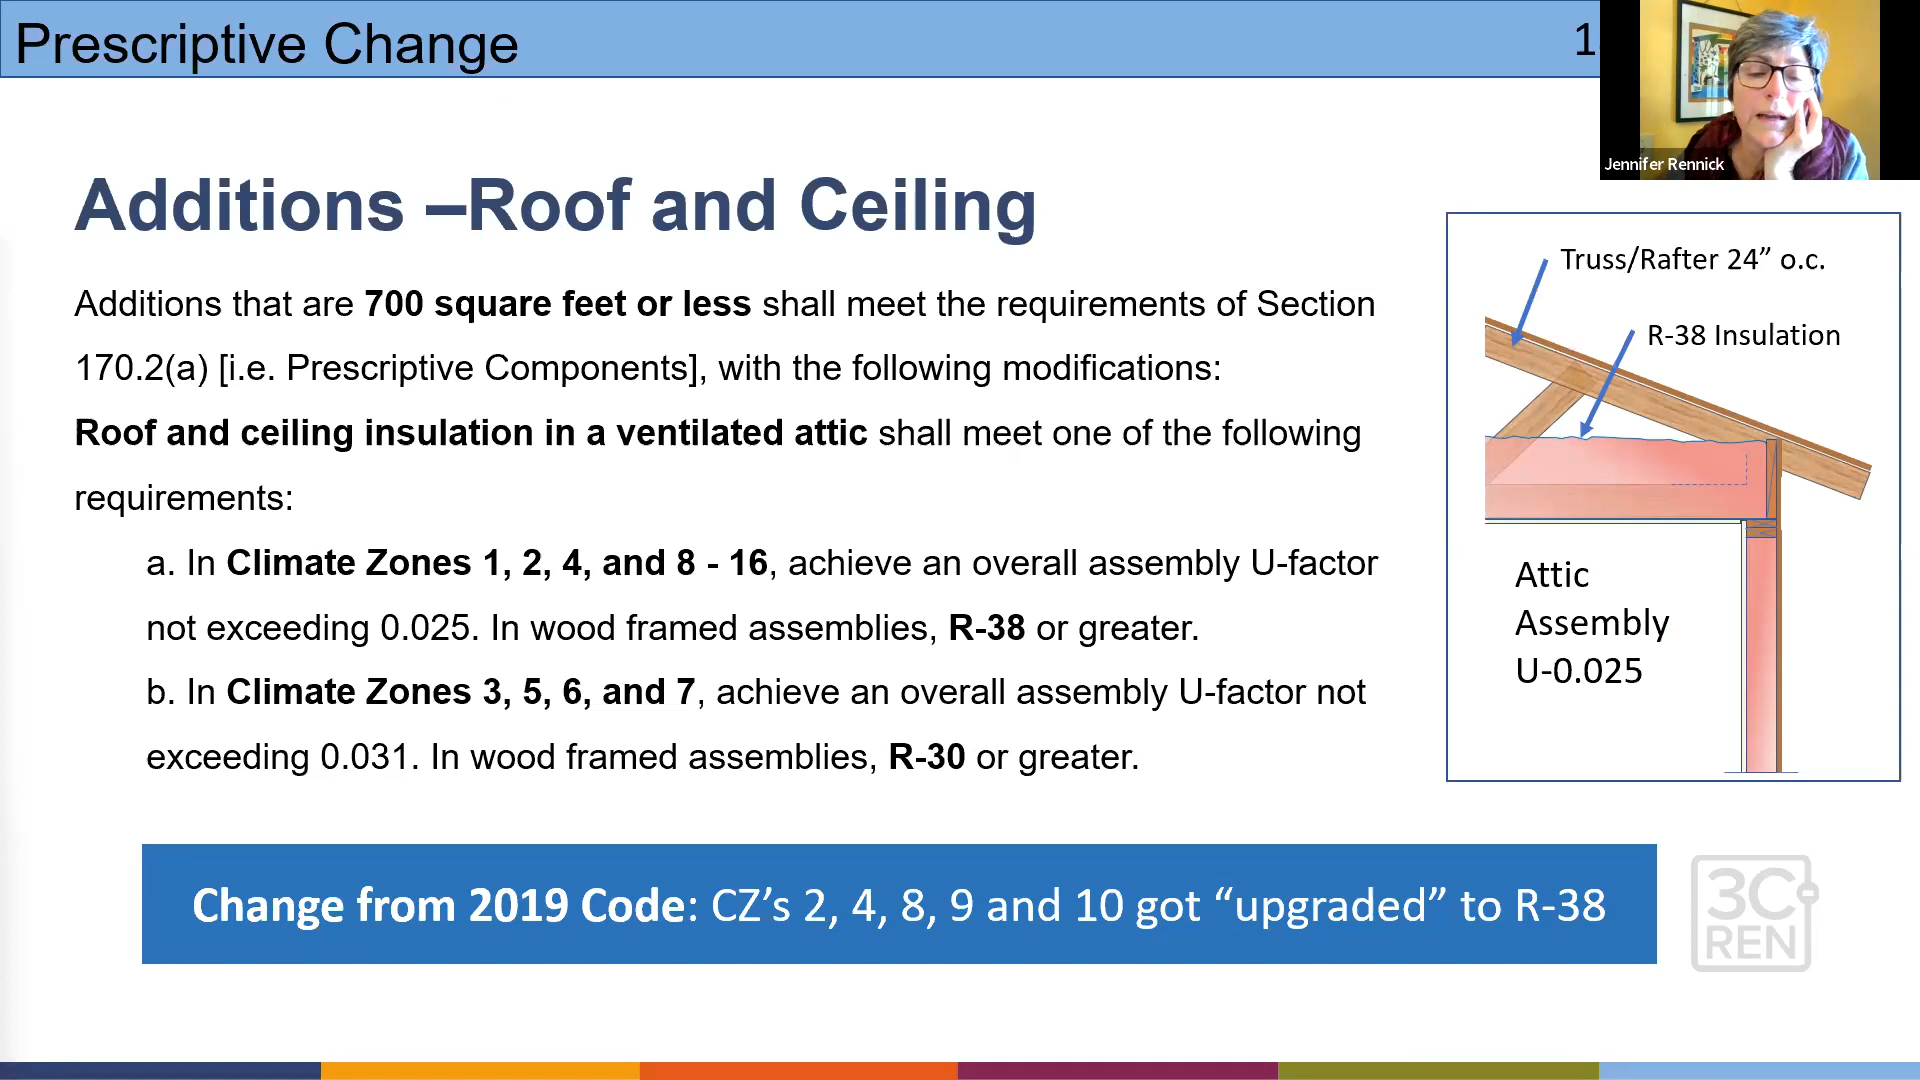 Prescriptive Change
Jennifer Rennick
Additions –Roof and Ceiling
Additions that are 700 square feet or less shall meet the requirements of Section
170.2(a) [i.e. Prescriptive Components], with the following modifications:
Roof and ceiling insulation in a ventilated attic shall meet one of the following
requirements:
a. In Climate Zones 1, 2, 4, and 8 - 16, achieve an overall assembly U-factor
not exceeding 0.025. In wood framed assemblies, R-38 or greater.
b. In Climate Zones 3, 5, 6, and 7, achieve an overall assembly U-factor not
exceeding 0.031. In wood framed assemblies, R-30 or greater.
Truss/Rafter 24” o.c.
R-38 Insulation
Attic
Assembly
U-0.025
Change from 2019 Code: CZ’s 2, 4, 8, 9 and 10 got “upgraded” to R-38
3C-
REN